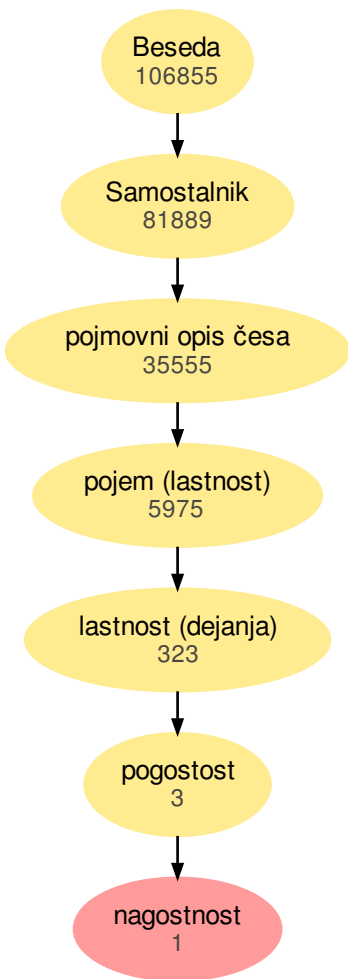 Beseda
106855
Samostalnik
81889
pojmovni opis česa
35555
pojem (lastnost)
5975
lastnost (dejanja)
323
pogostost
3
nagostnost
1